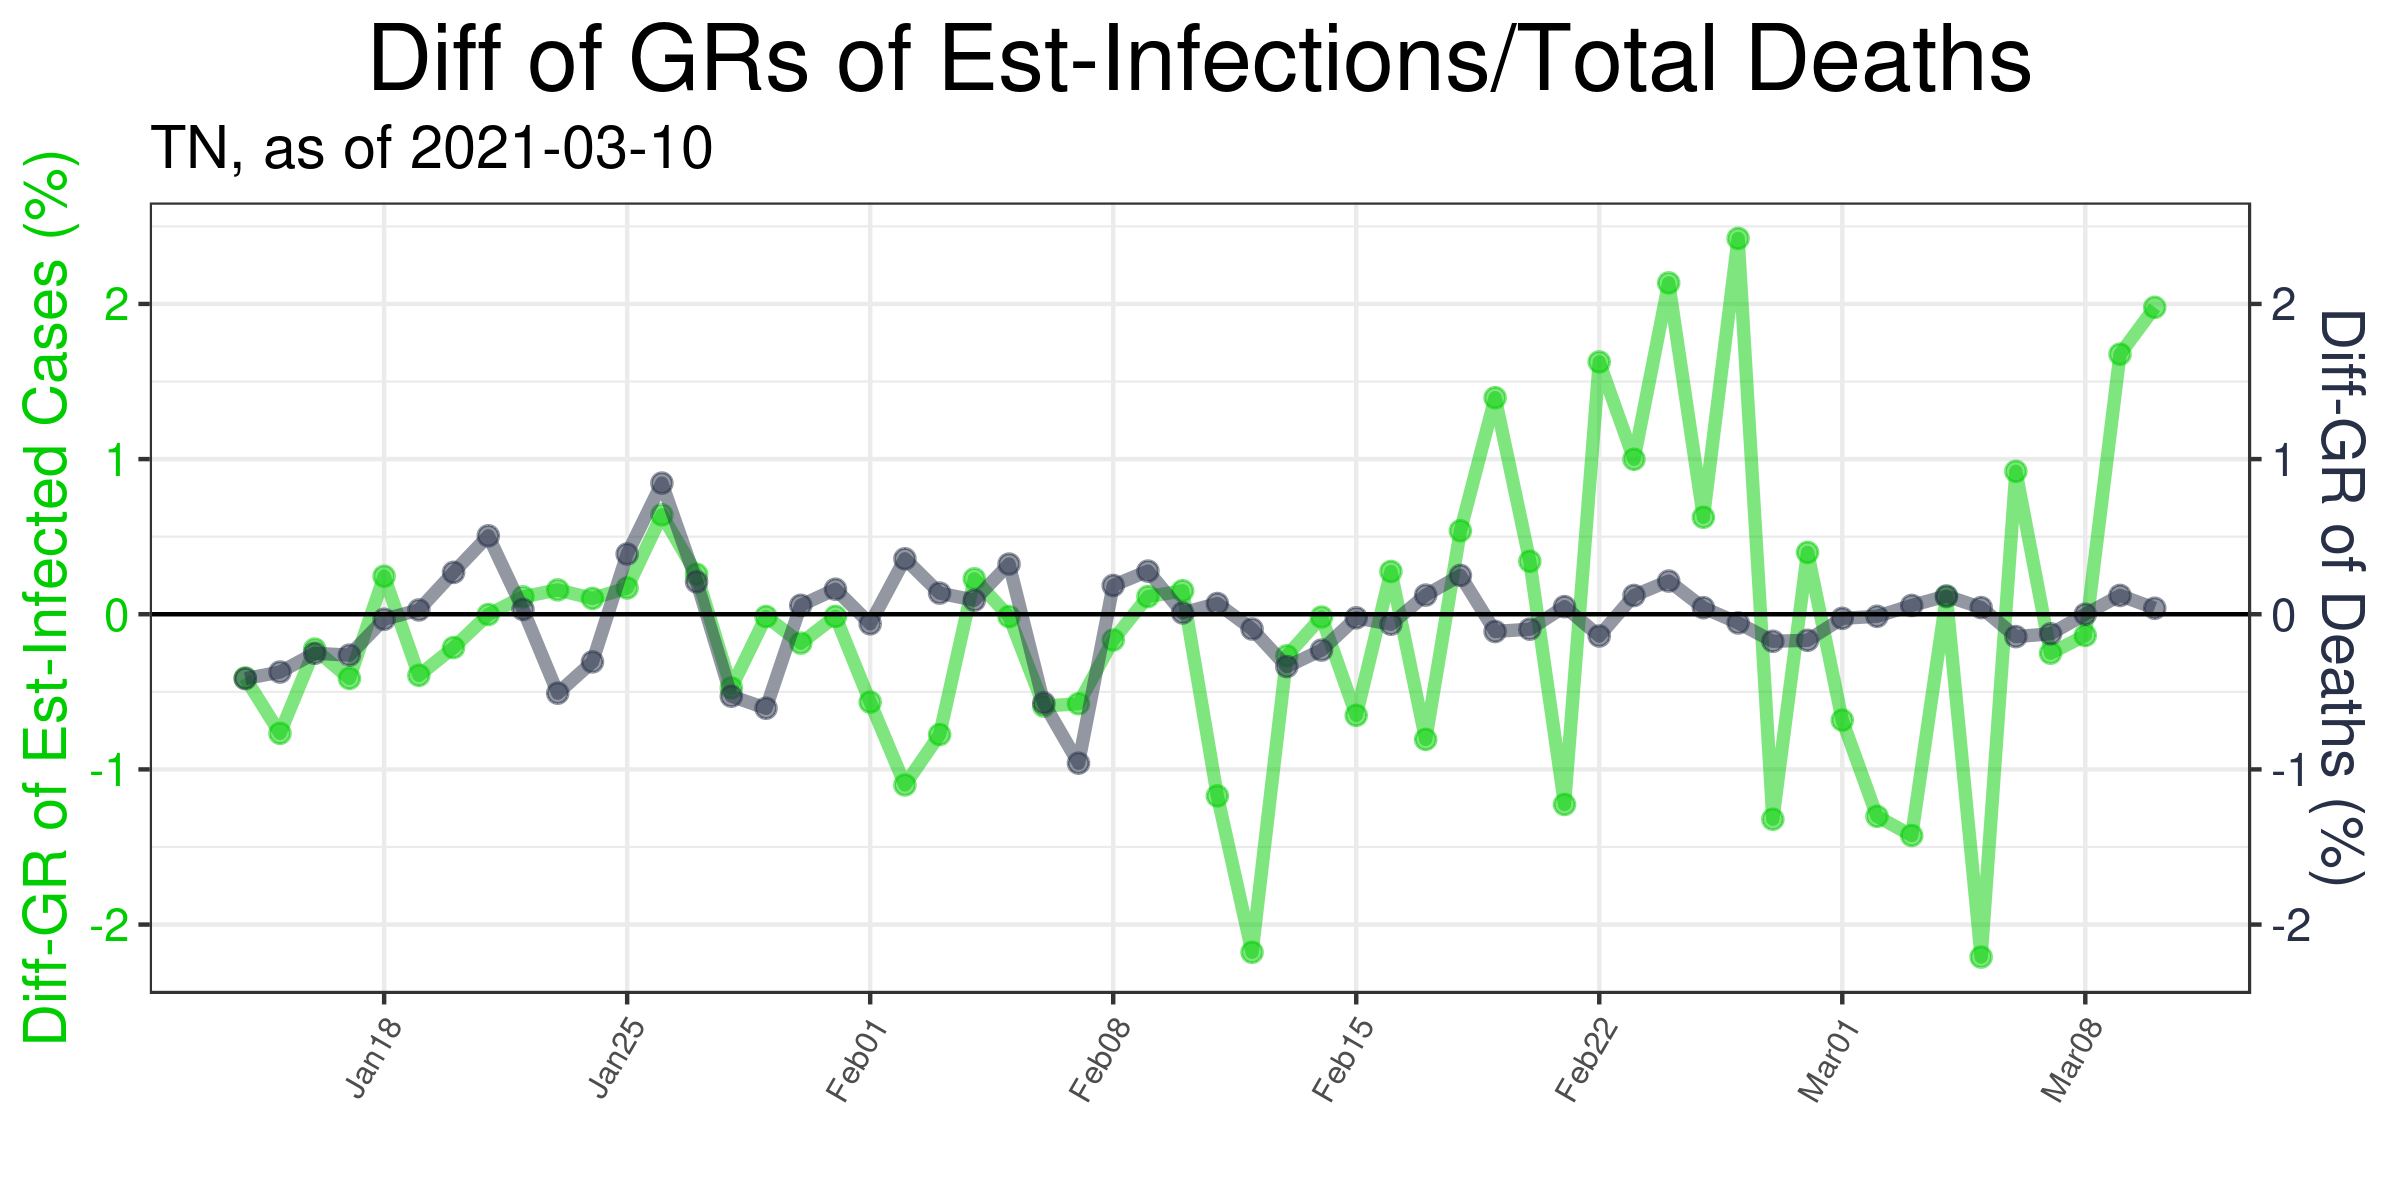 Diff of GRs of Est-Infections/Total Deaths
TN, as of 2021-03-10
Diff-GR of Est-Infected Cases (%)
2
1
0
-1
-2
2
1
0
-1
-2
Diff-GR of Deaths (%)
Jan18
Jan25
Feb01
Feb08
Feb15
Feb22
Mar01
Mar08